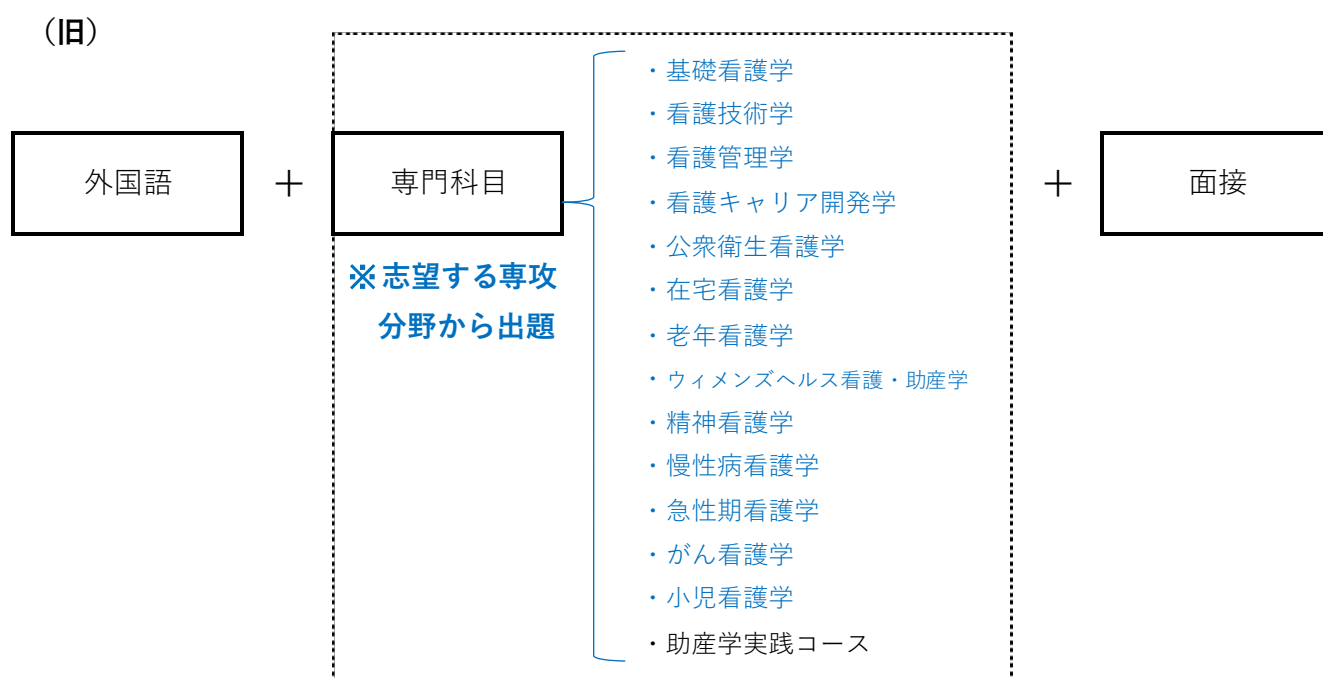 （旧）
外国語
＋
専門科目
※志望する専攻
分野から出題
・基礎看護学
・看護技術学
・看護管理学
・看護キャリア開発学
・公衆衛生看護学
・在宅看護学
・老年看護学
・ウィメンズヘルス看護・助産学
・精神看護学
・慢性病看護学
・急性期看護学
・がん看護学
・小児看護学
・助産学実践コース
＋
面接